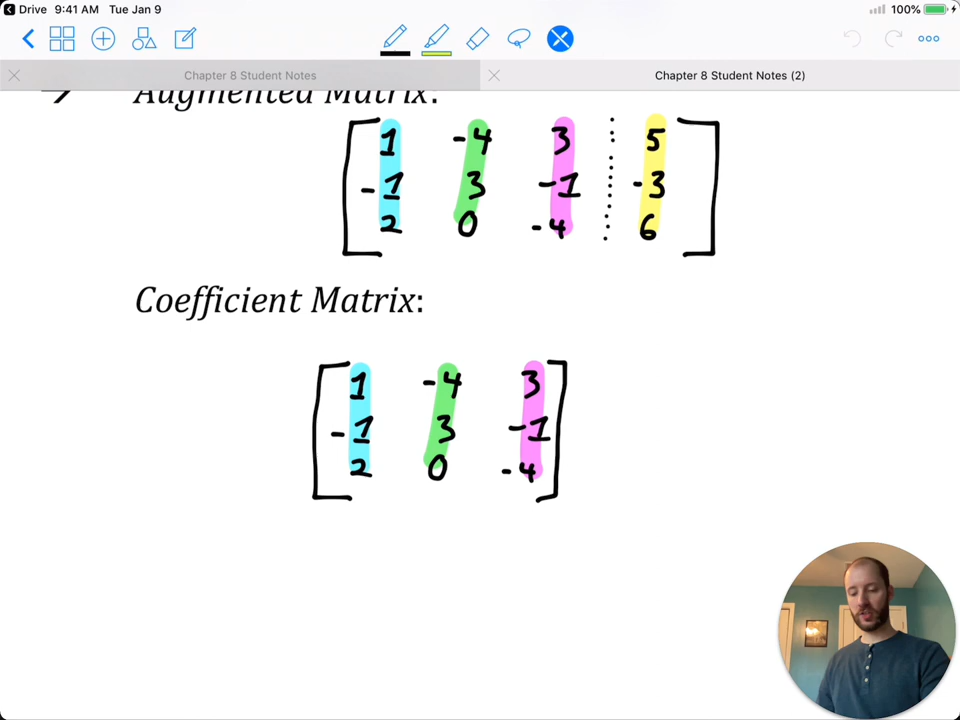 Drive 9:41 AM Tue Jan 9 100%
Chapter 8 Student Notes Chapter 8 Student Notes (2)
Augmented Matrix:
1 -4 3 5
-1 3 -1 -3
2 0 -4 6
Coefficient Matrix:
1 -4 3
-1 3 -1
2 0 -4